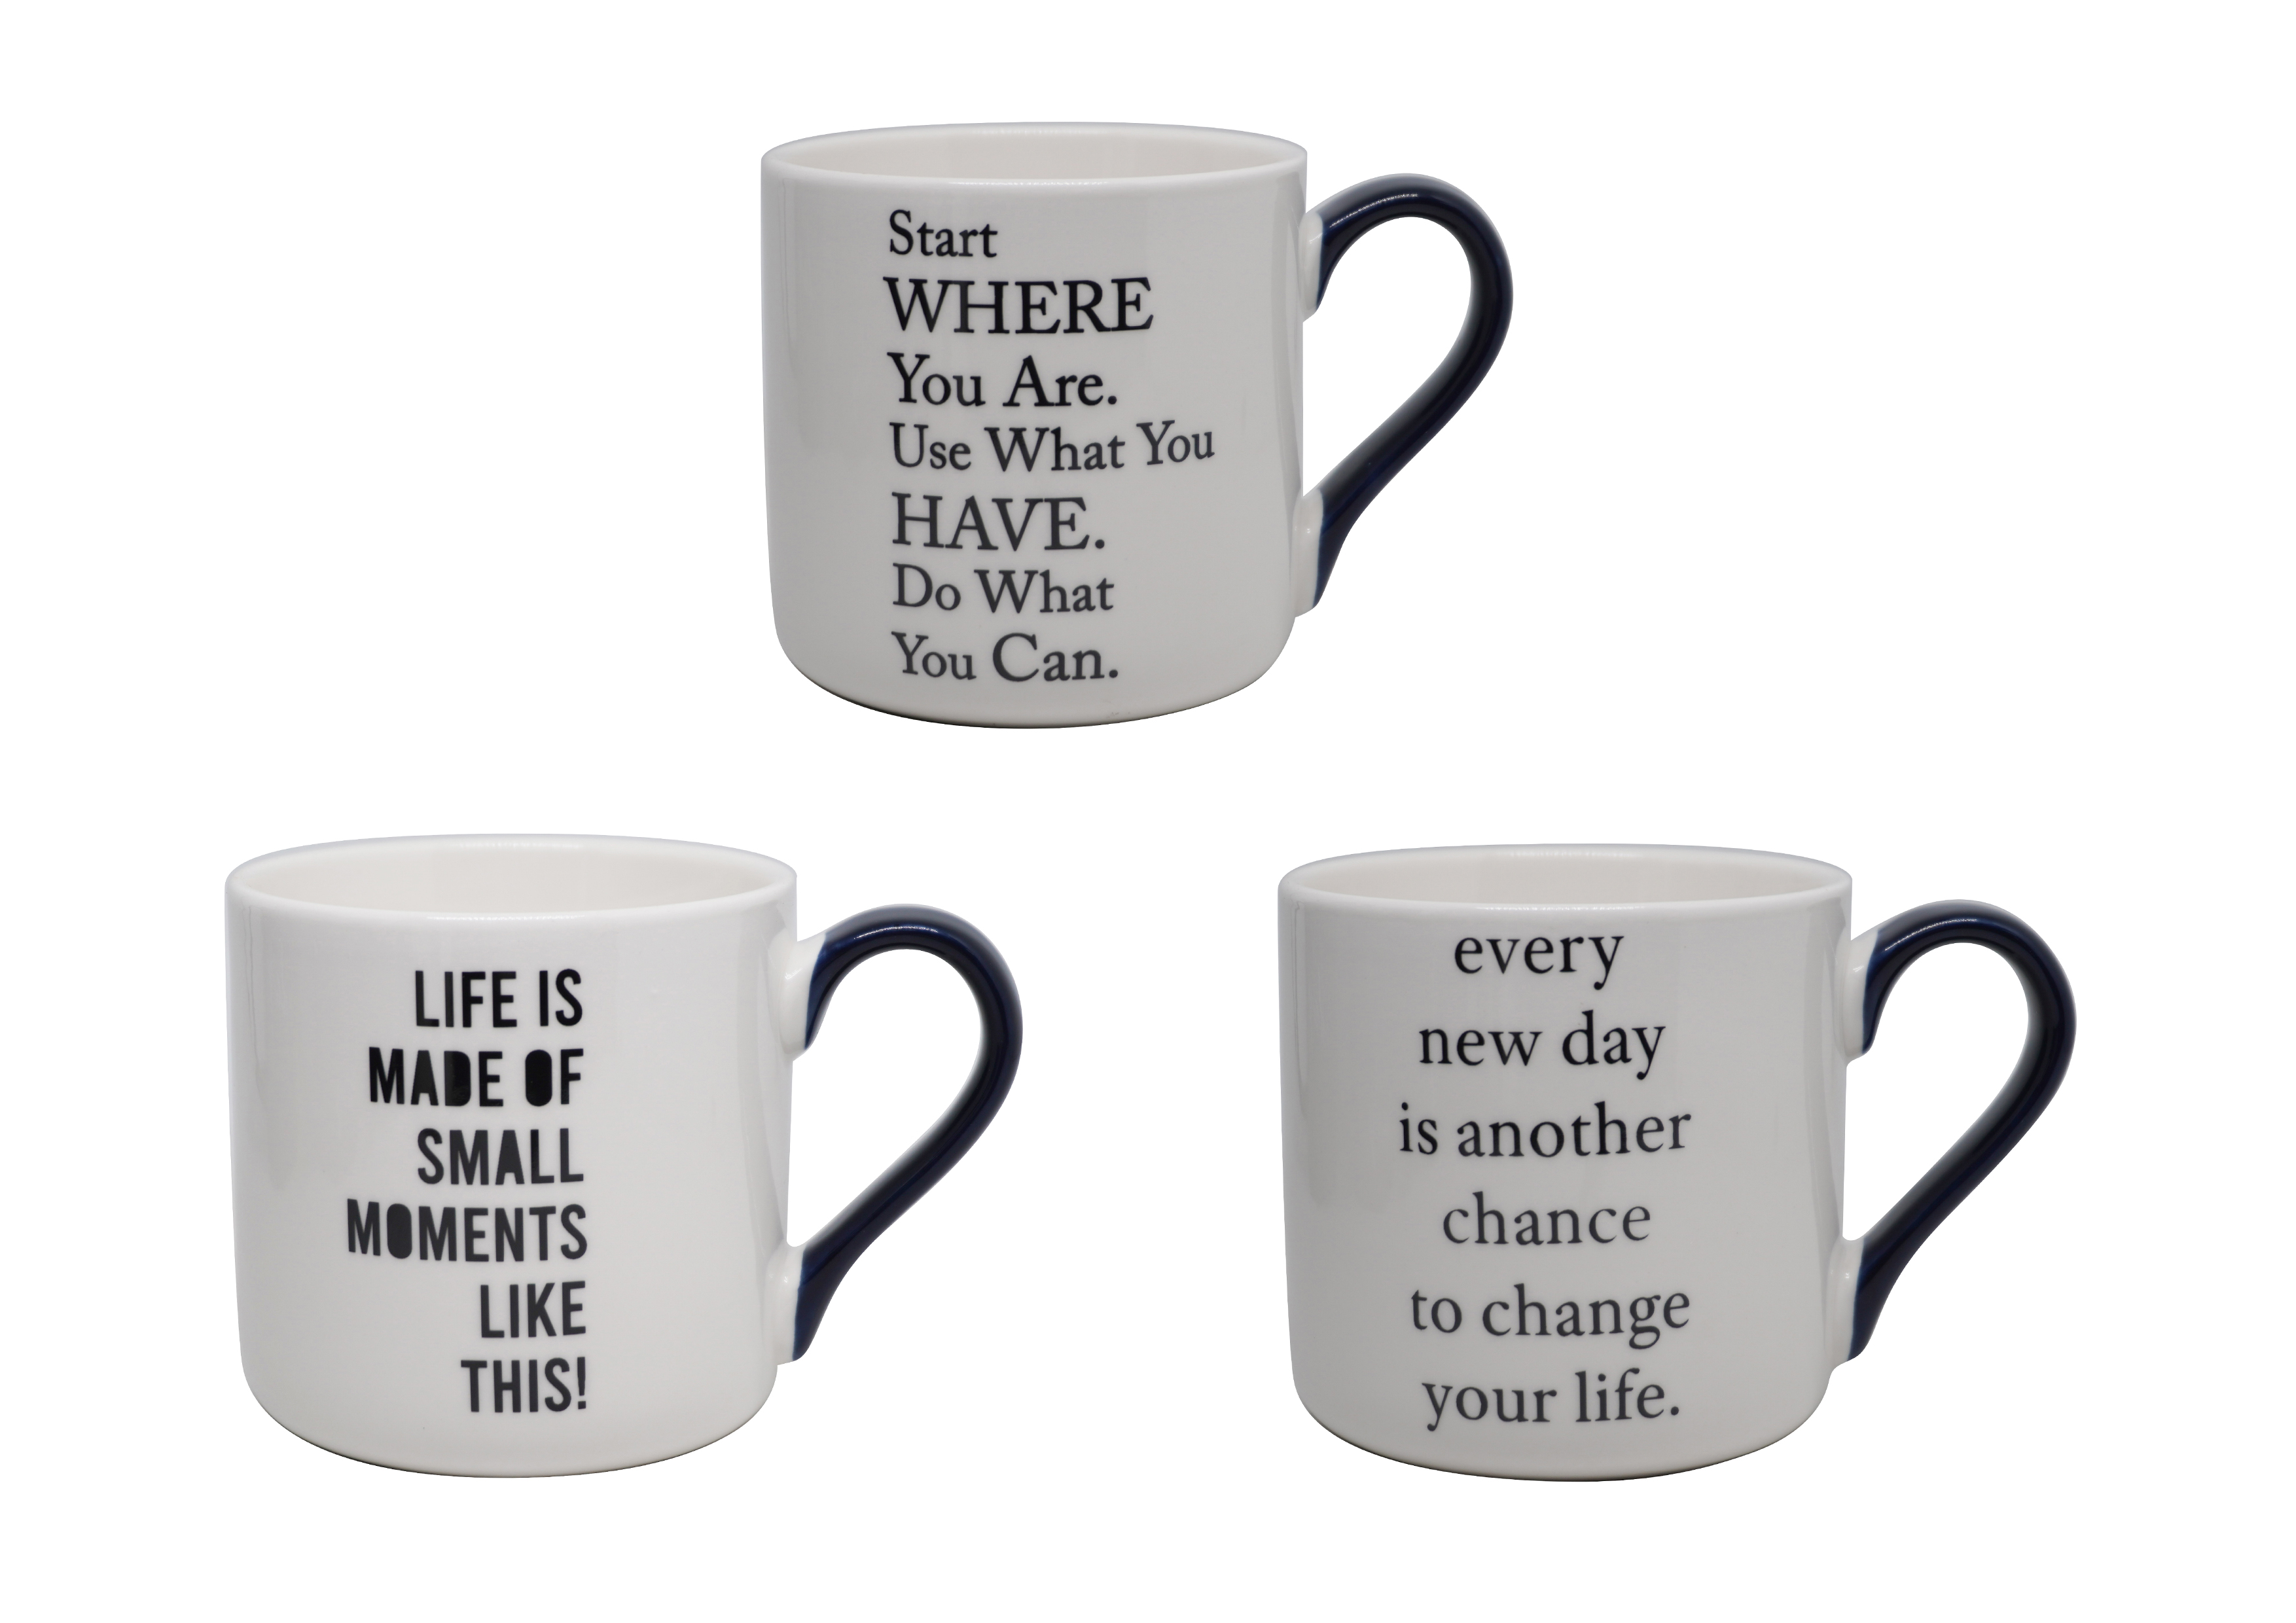 Start
WHERE
You Are.
Use What You
HAVE.
Do What
You Can.
LIFE IS
MADE OF
SMALL
MOMENTS
LIKE
THIS!
every
new day
is another
chance
to change
your life.